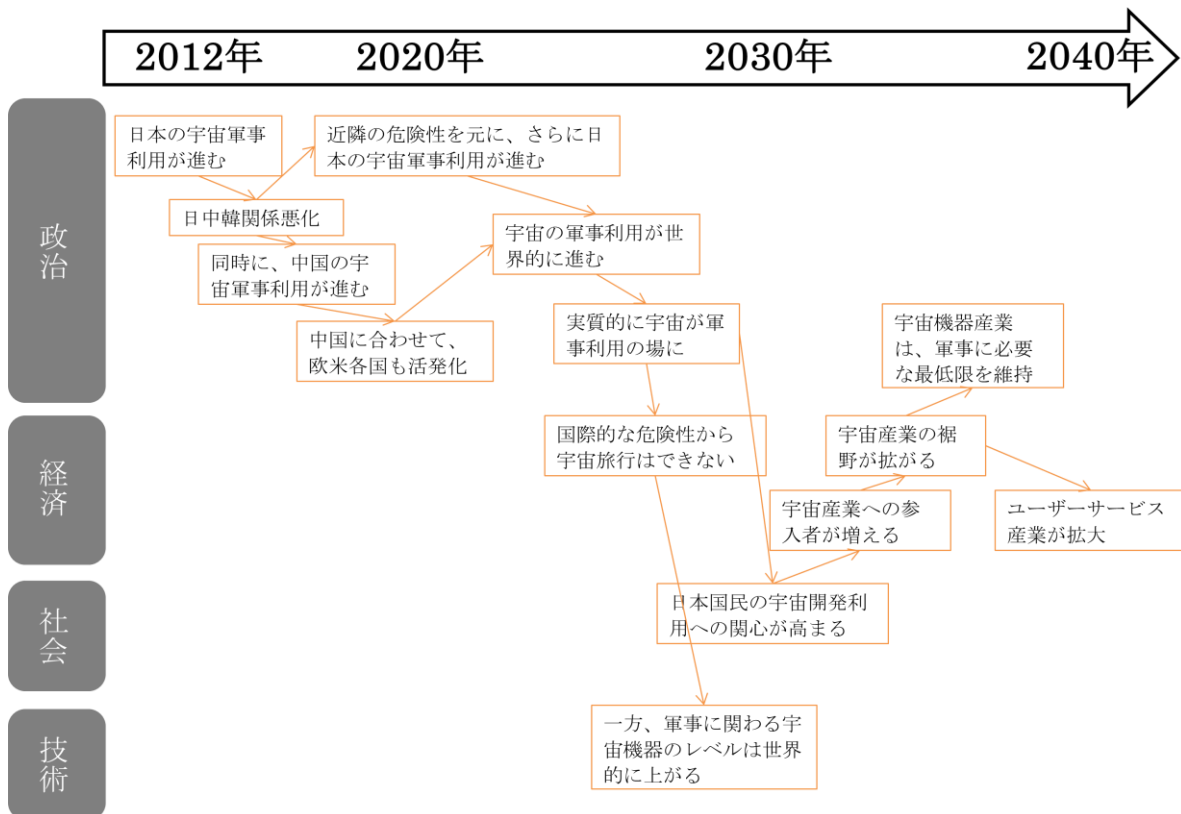 2012年
2020年
2030年
2040年
政治
日本の宇宙軍事
利用が進む
近隣の危険性を元に、さらに日
本の宇宙軍事利用が進む
日中韓関係悪化
宇宙の軍事利用が世
界的に進む
同時に、中国の宇
宙軍事利用が進む
中国に合わせて、
欧米各国も活発化
実質的に宇宙が軍
事利用の場に
宇宙機器産業
は、軍事に必要
な最低限を維持
経済
国際的な危険性から
宇宙旅行はできない
宇宙産業の裾
野が拡がる
宇宙産業への参
入者が増える
ユーザーサービス
産業が拡大
社会
日本国民の宇宙開発利
用への関心が高まる
技術
一方、軍事に関わる宇
宙機器のレベルは世界
的に上がる